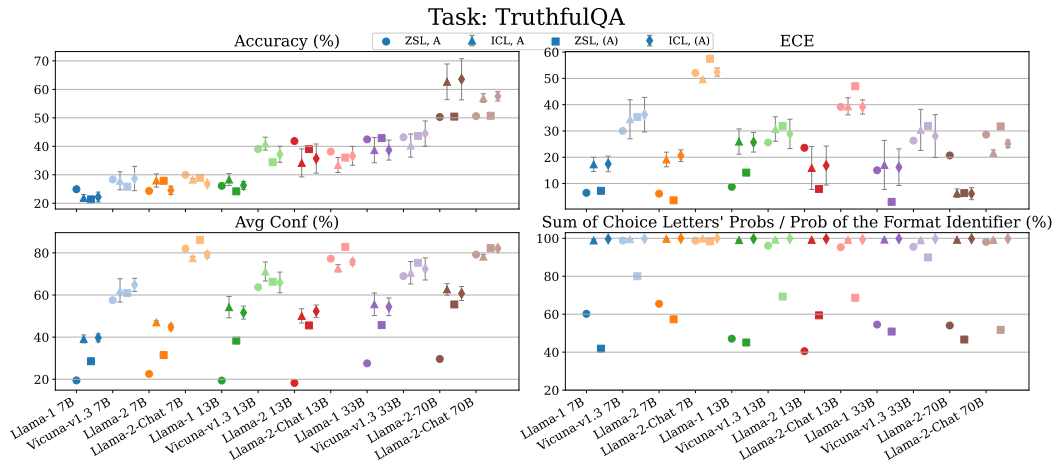 Task: TruthfulQA
Accuracy (%)
ZSL, A
ICL, A
ZSL, (A)
ICL, (A)
ECE
70
60
50
40
30
20
60
50
40
30
20
10
Avg Conf (%)
Sum of Choice Letters' Probs / Prob of the Format Identifier (%)
80
60
40
20
100
80
60
40
20
Llama-1 7B
Vicuna-v1.3 7B
Llama-2 7B
Llama-2-Chat 7B
Llama-1 13B
Vicuna-v1.3 13B
Llama-2 13B
Llama-2-Chat 13B
Llama-1 33B
Vicuna-v1.3 33B
Llama-2-70B
Llama-2-Chat 70B
Llama-1 7B
Vicuna-v1.3 7B
Llama-2 7B
Llama-2-Chat 7B
Llama-1 13B
Vicuna-v1.3 13B
Llama-2 13B
Llama-2-Chat 13B
Llama-1 33B
Vicuna-v1.3 33B
Llama-2-70B
Llama-2-Chat 70B